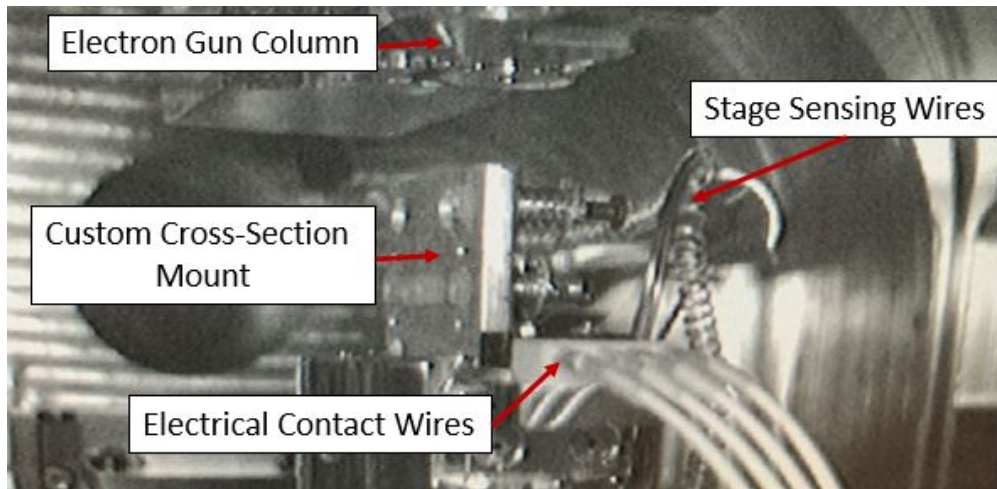 Electron Gun Column
Stage Sensing Wires
Custom Cross-Section
Mount
Electrical Contact Wires